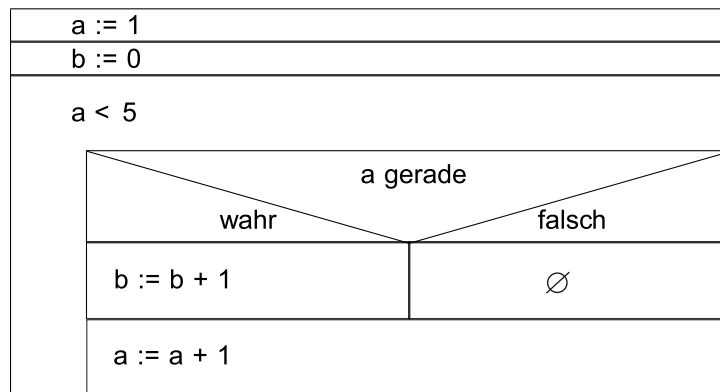 a := 1
b := 0
a < 5
a gerade
wahr falsch
b := b + 1 ∅
a := a + 1